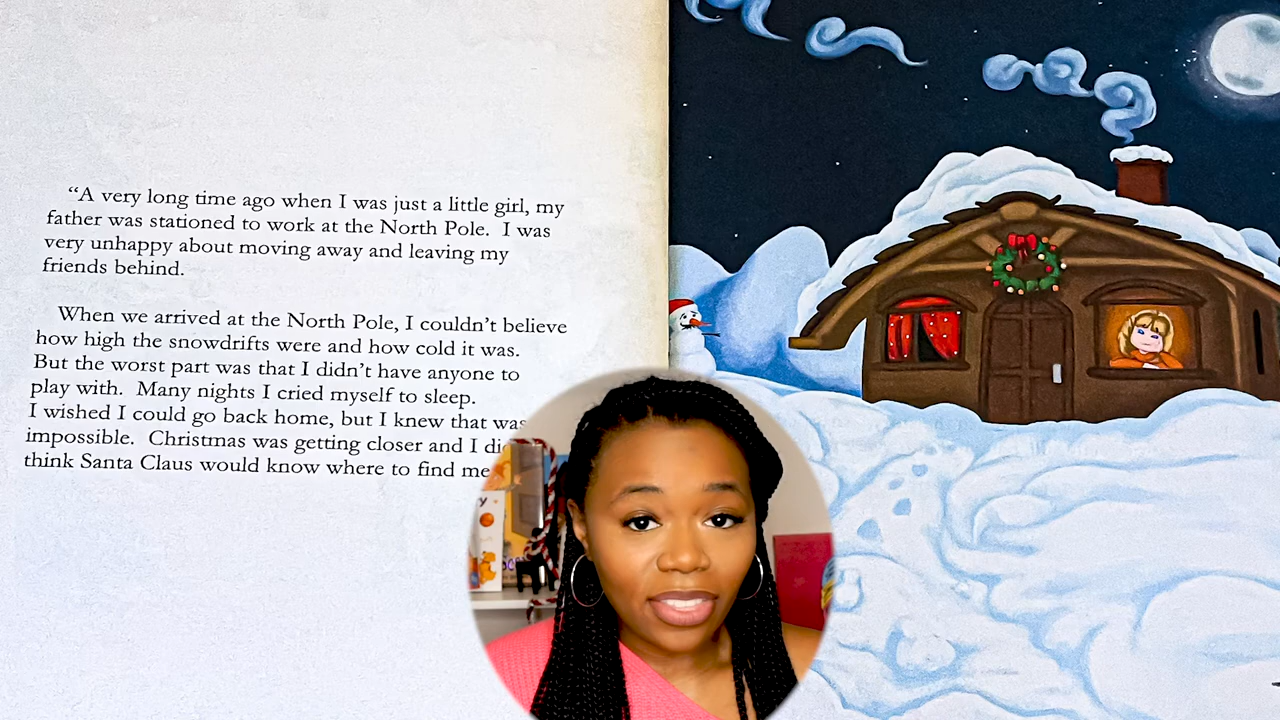 “A very long time ago when I was just a little girl, my
father was stationed to work at the North Pole.  I was
very unhappy about moving away and leaving my
friends behind.
When we arrived at the North Pole, I couldn’t believe
how high the snowdrifts were and how cold it was.
But the worst part was that I didn’t have anyone to
play with.  Many nights I cried myself to sleep.
I wished I could go back home, but I knew that was
impossible.  Christmas was getting closer and I
think Santa Claus would know where to find me